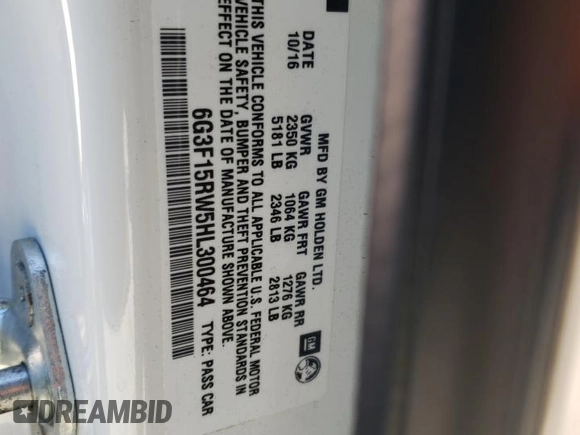 MFD BY GM HOLDEN LTD.
DATE GVWR GAWR FRT GAWR RR
10/16 2350 KG 1064 KG 1276 KG
5181 LB 2346 LB 2813 LB
THIS VEHICLE CONFORMS TO ALL APPLICABLE U.S. FEDERAL MOTOR
VEHICLE SAFETY, BUMPER AND THEFT PREVENTION STANDARDS IN
EFFECT ON THE DATE OF MANUFACTURE SHOWN ABOVE.
6G3F15RW5HL300464 TYPE: PASS CAR
GM
DREAMBID